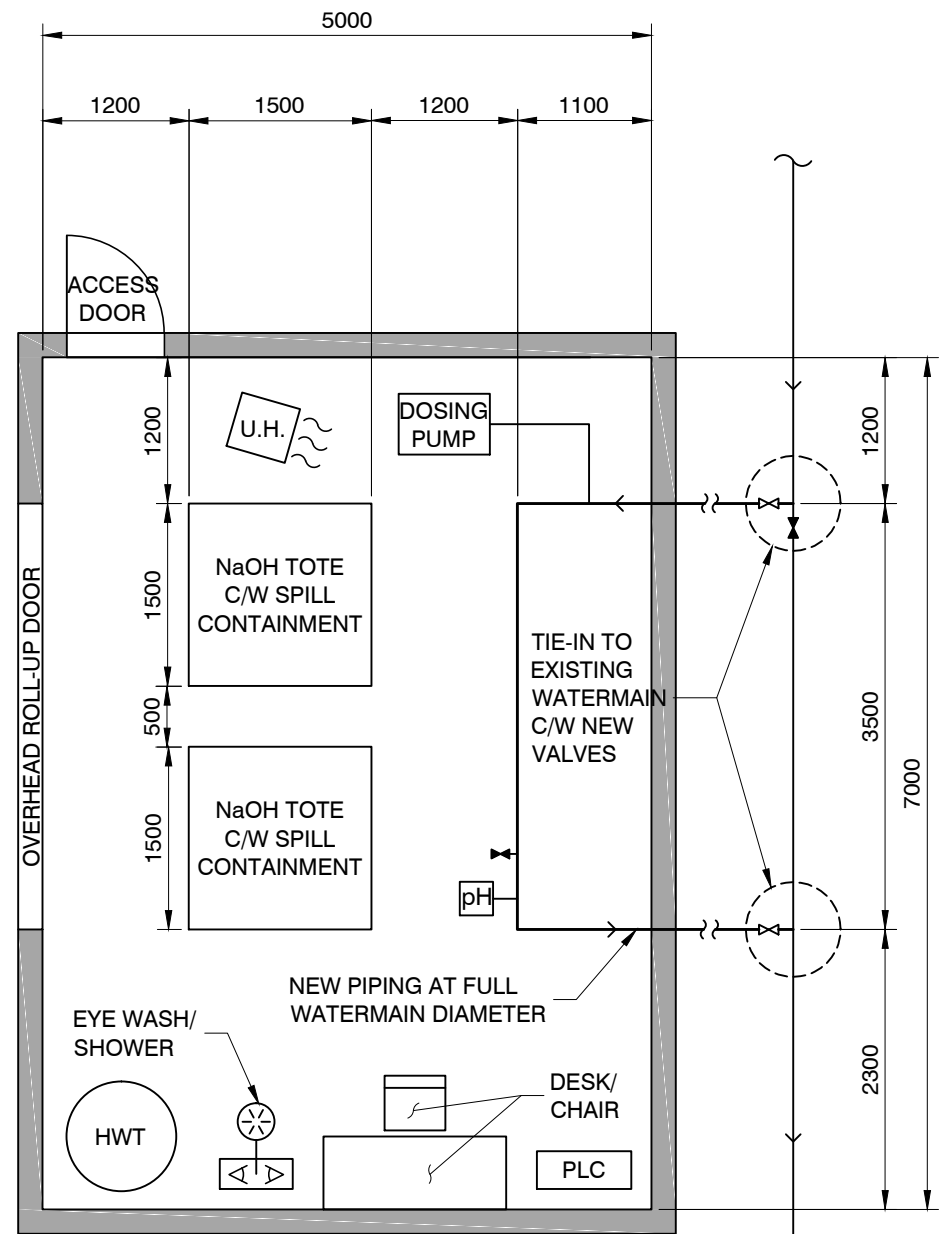 5000
1200
1500
1200
1100
ACCESS
DOOR
1200
U.H.
DOSING
PUMP
1200
OVERHEAD ROLL-UP DOOR
1500
NaOH TOTE
C/W SPILL
CONTAINMENT
TIE-IN TO
EXISTING
WATERMAIN
C/W NEW
VALVES
3500
7000
500
1500
NaOH TOTE
C/W SPILL
CONTAINMENT
pH
NEW PIPING AT FULL
WATERMAIN DIAMETER
EYE WASH/
SHOWER
DESK/
CHAIR
2300
HWT
PLC